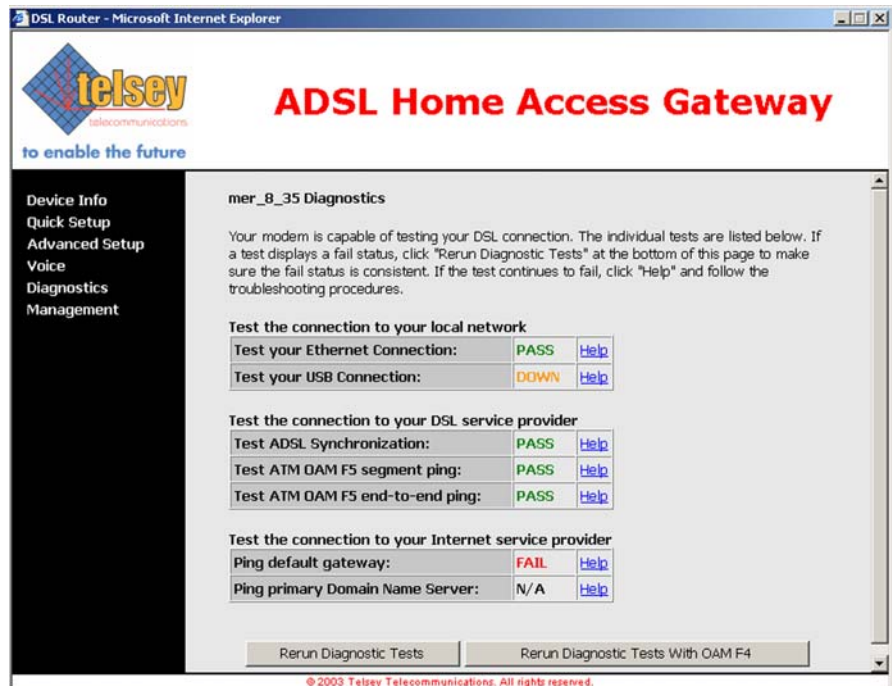 DSL Router - Microsoft Internet Explorer
telsey
telecommunications
to enable the future
ADSL Home Access Gateway
Device Info
Quick Setup
Advanced Setup
Voice
Diagnostics
Management
mer_8_35 Diagnostics
Your modem is capable of testing your DSL connection. The individual tests are listed below. If
a test displays a fail status, click "Rerun Diagnostic Tests" at the bottom of this page to make
sure the fail status is consistent. If the test continues to fail, click "Help" and follow the
troubleshooting procedures.
Test the connection to your local network
Test your Ethernet Connection: PASS Help
Test your USB Connection: DOWN Help
Test the connection to your DSL service provider
Test ADSL Synchronization: PASS Help
Test ATM OAM F5 segment ping: PASS Help
Test ATM OAM F5 end-to-end ping: PASS Help
Test the connection to your Internet service provider
Ping default gateway: FAIL Help
Ping primary Domain Name Server: N/A Help
Rerun Diagnostic Tests Rerun Diagnostic Tests With OAM F4
© 2003 Telsey Telecommunications. All rights reserved.